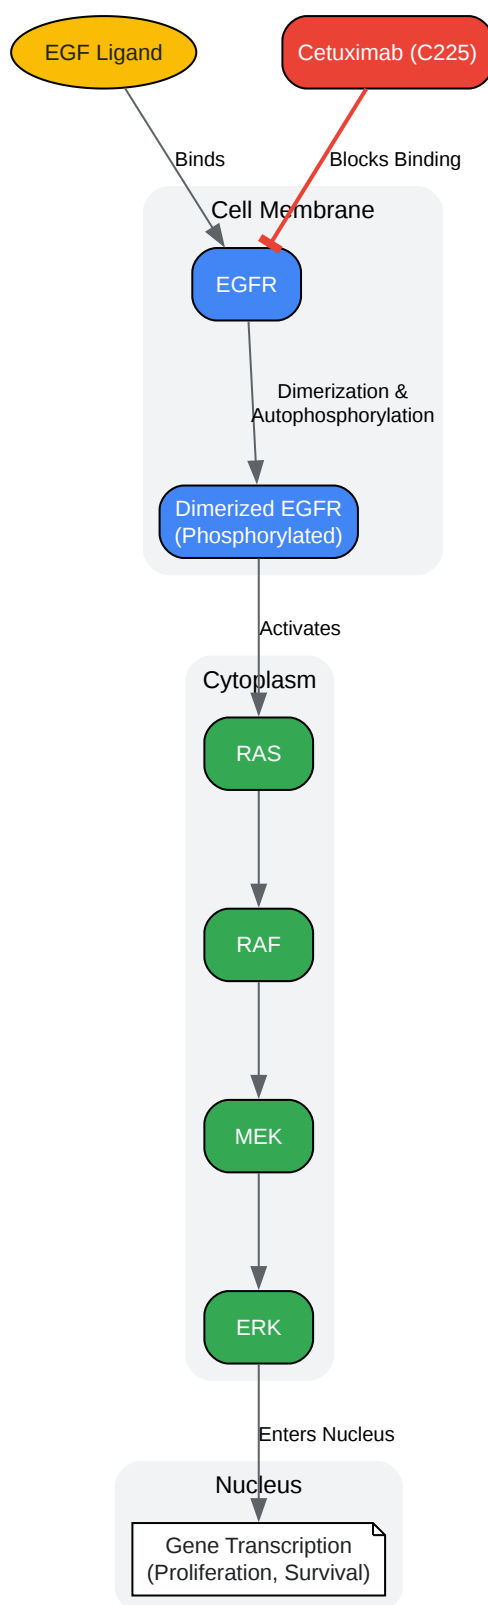 EGF Ligand
Cetuximab (C225)
Binds
Blocks Binding
Cell Membrane
EGFR
Dimerization &
Autophosphorylation
Dimerized EGFR
(Phosphorylated)
Activates
Cytoplasm
RAS
RAF
MEK
ERK
Enters Nucleus
Nucleus
Gene Transcription
(Proliferation, Survival)